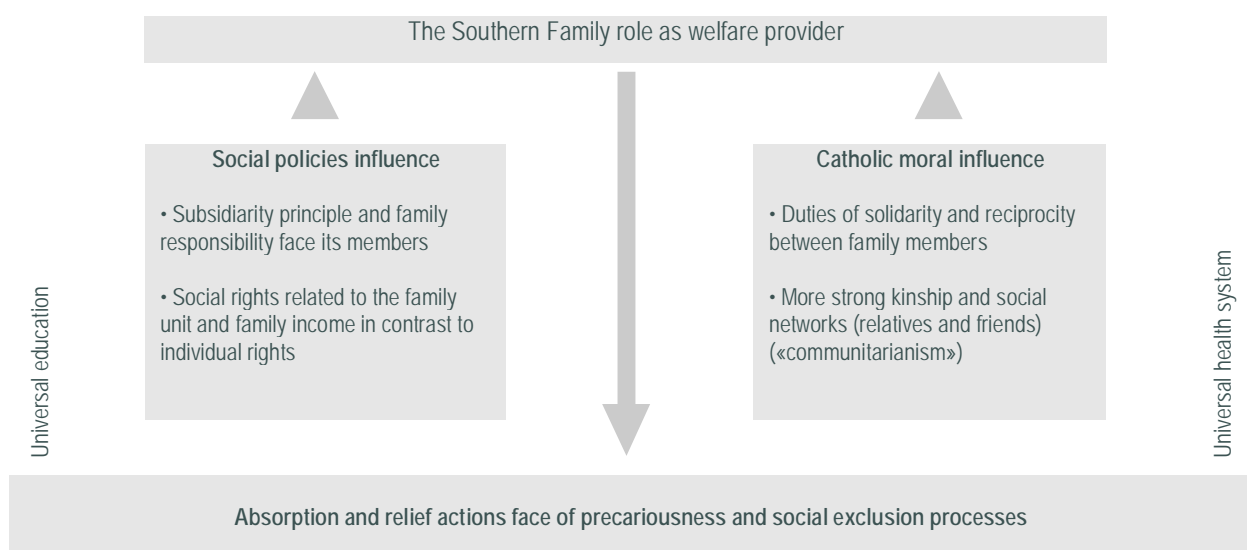 The Southern Family role as welfare provider
Social policies influence
• Subsidiarity principle and family
responsibility face its members
• Social rights related to the family
unit and family income in contrast to
individual rights
Catholic moral influence
• Duties of solidarity and reciprocity
between family members
• More strong kinship and social
networks (relatives and friends)
(«communitarianism»)
Universal education
Universal health system
Absorption and relief actions face of precariousness and social exclusion processes